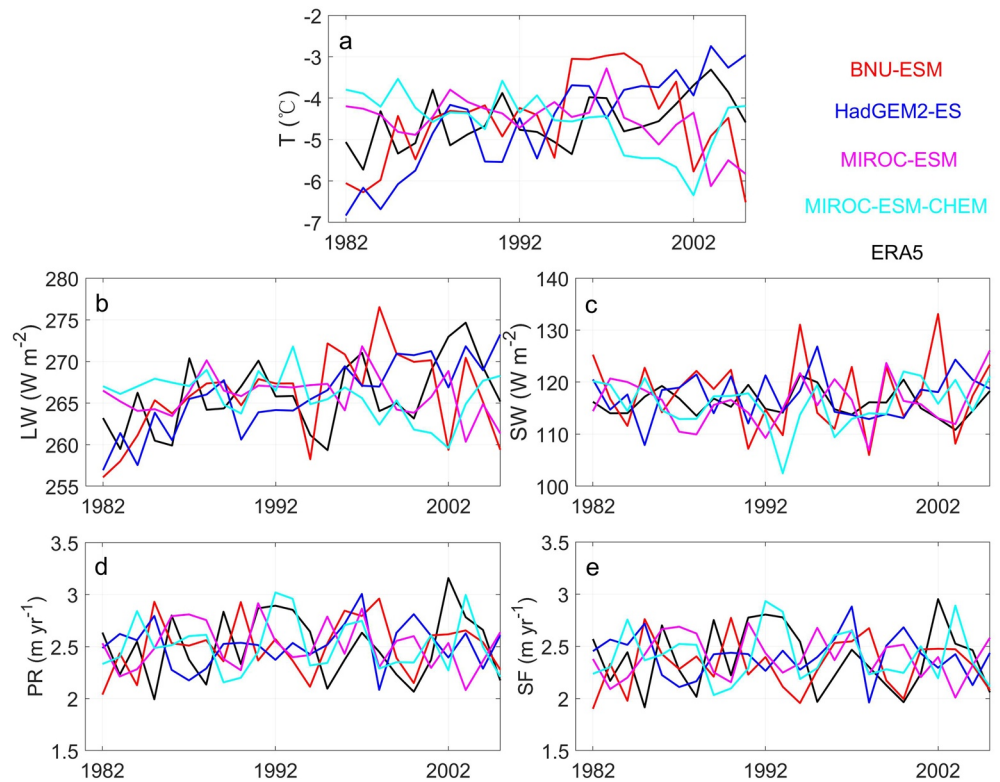 a
-2
-3
-4
-5
-6
-7
T (℃)
1982
1992
2002
BNU-ESM
HadGEM2-ES
MIROC-ESM
MIROC-ESM-CHEM
ERA5
b
280
275
270
265
260
255
LW (W m⁻²)
1982
1992
2002
c
130
120
110
100
SW (W m⁻²)
1982
1992
2002
d
3.5
3
2.5
2
1.5
PR (m yr⁻¹)
1982
1992
2002
e
3.5
3
2.5
2
1.5
SF (m yr⁻¹)
1982
1992
2002